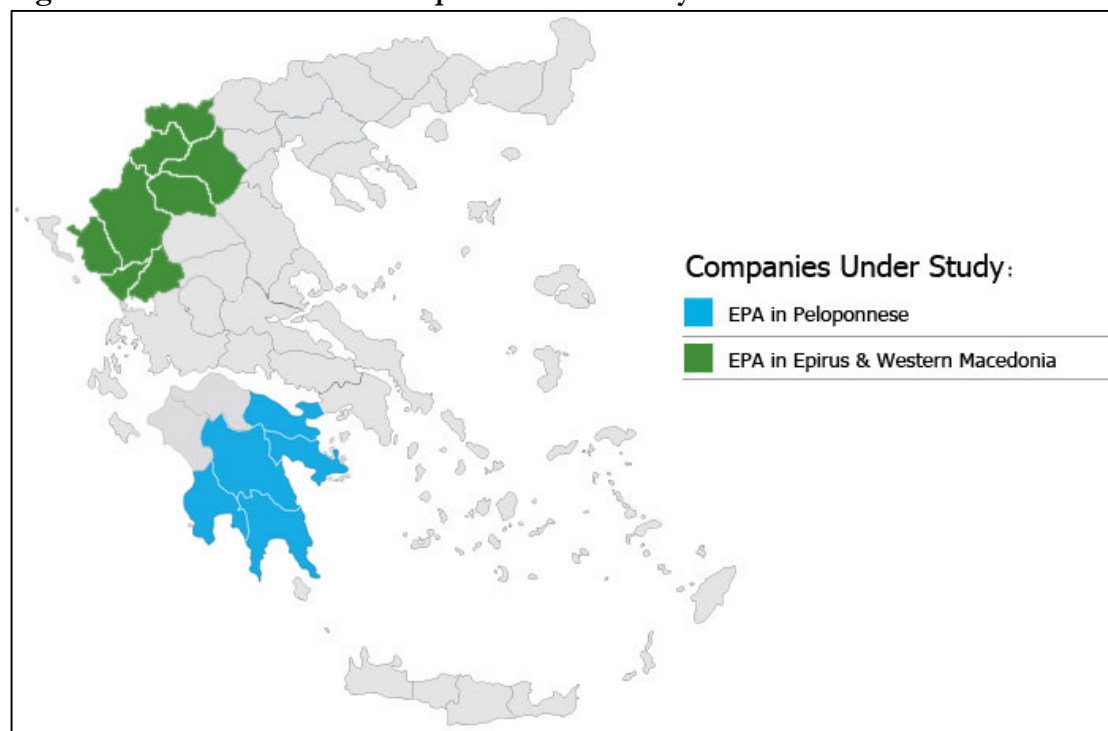 Companies Under Study:
EPA in Peloponnese
EPA in Epirus & Western Macedonia